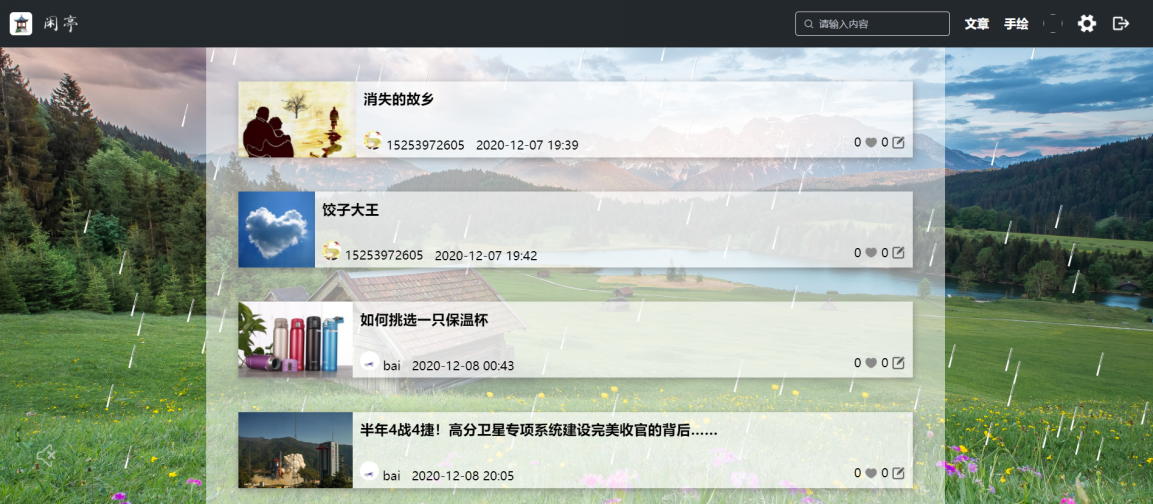 闲亭
请输入内容
文章
手绘
消失的故乡
15253972605 2020-12-07 19:39
0 0
饺子大王
15253972605 2020-12-07 19:42
0 0
如何挑选一只保温杯
bai 2020-12-08 00:43
0 0
半年4战4捷！高分卫星专项系统建设完美收官的背后……
bai 2020-12-08 20:05
0 0